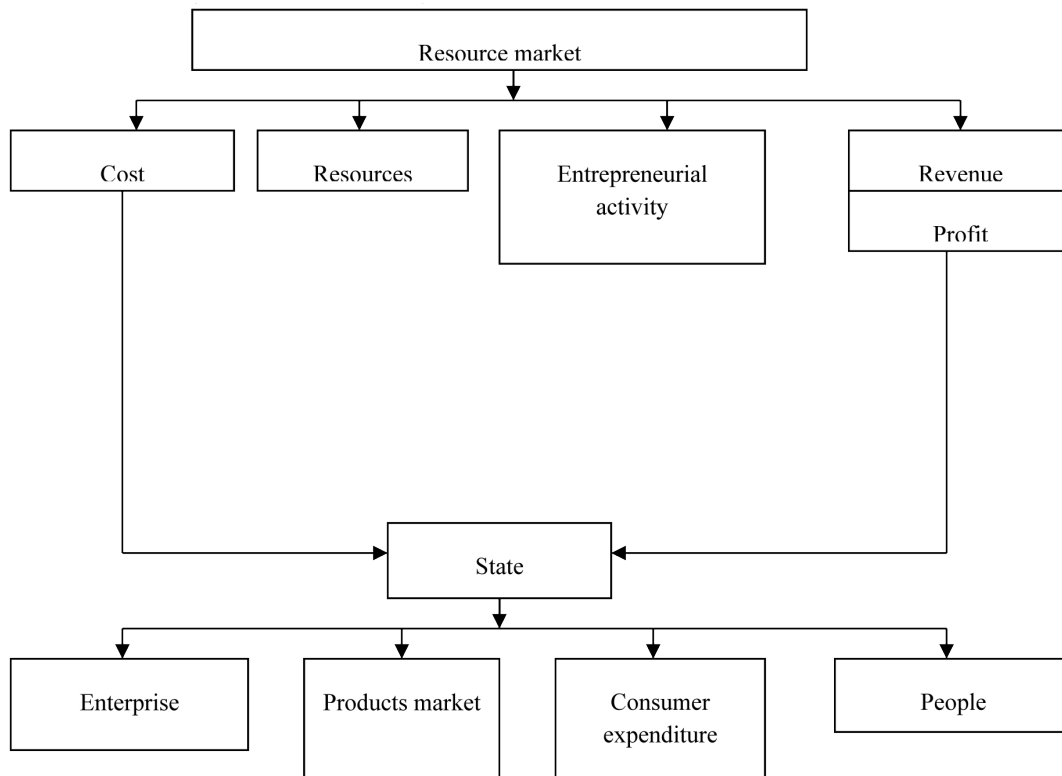 Resource market
Cost
Resources
Entrepreneurial
activity
Revenue
Profit
State
Enterprise
Products market
Consumer
expenditure
People